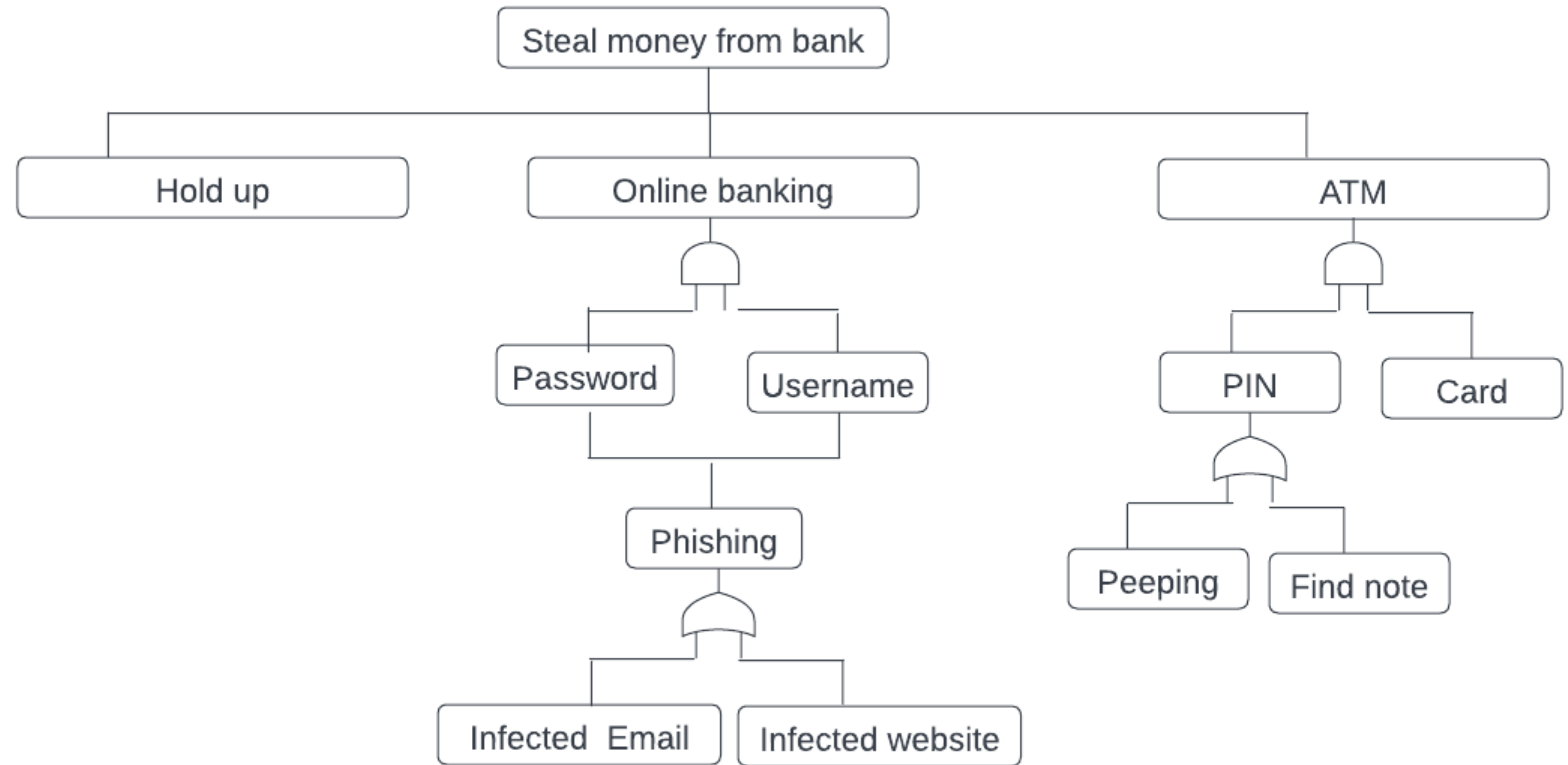 Steal money from bank
Hold up
Online banking
ATM
Password
Username
PIN
Card
Phishing
Peeping
Find note
Infected  Email
Infected website